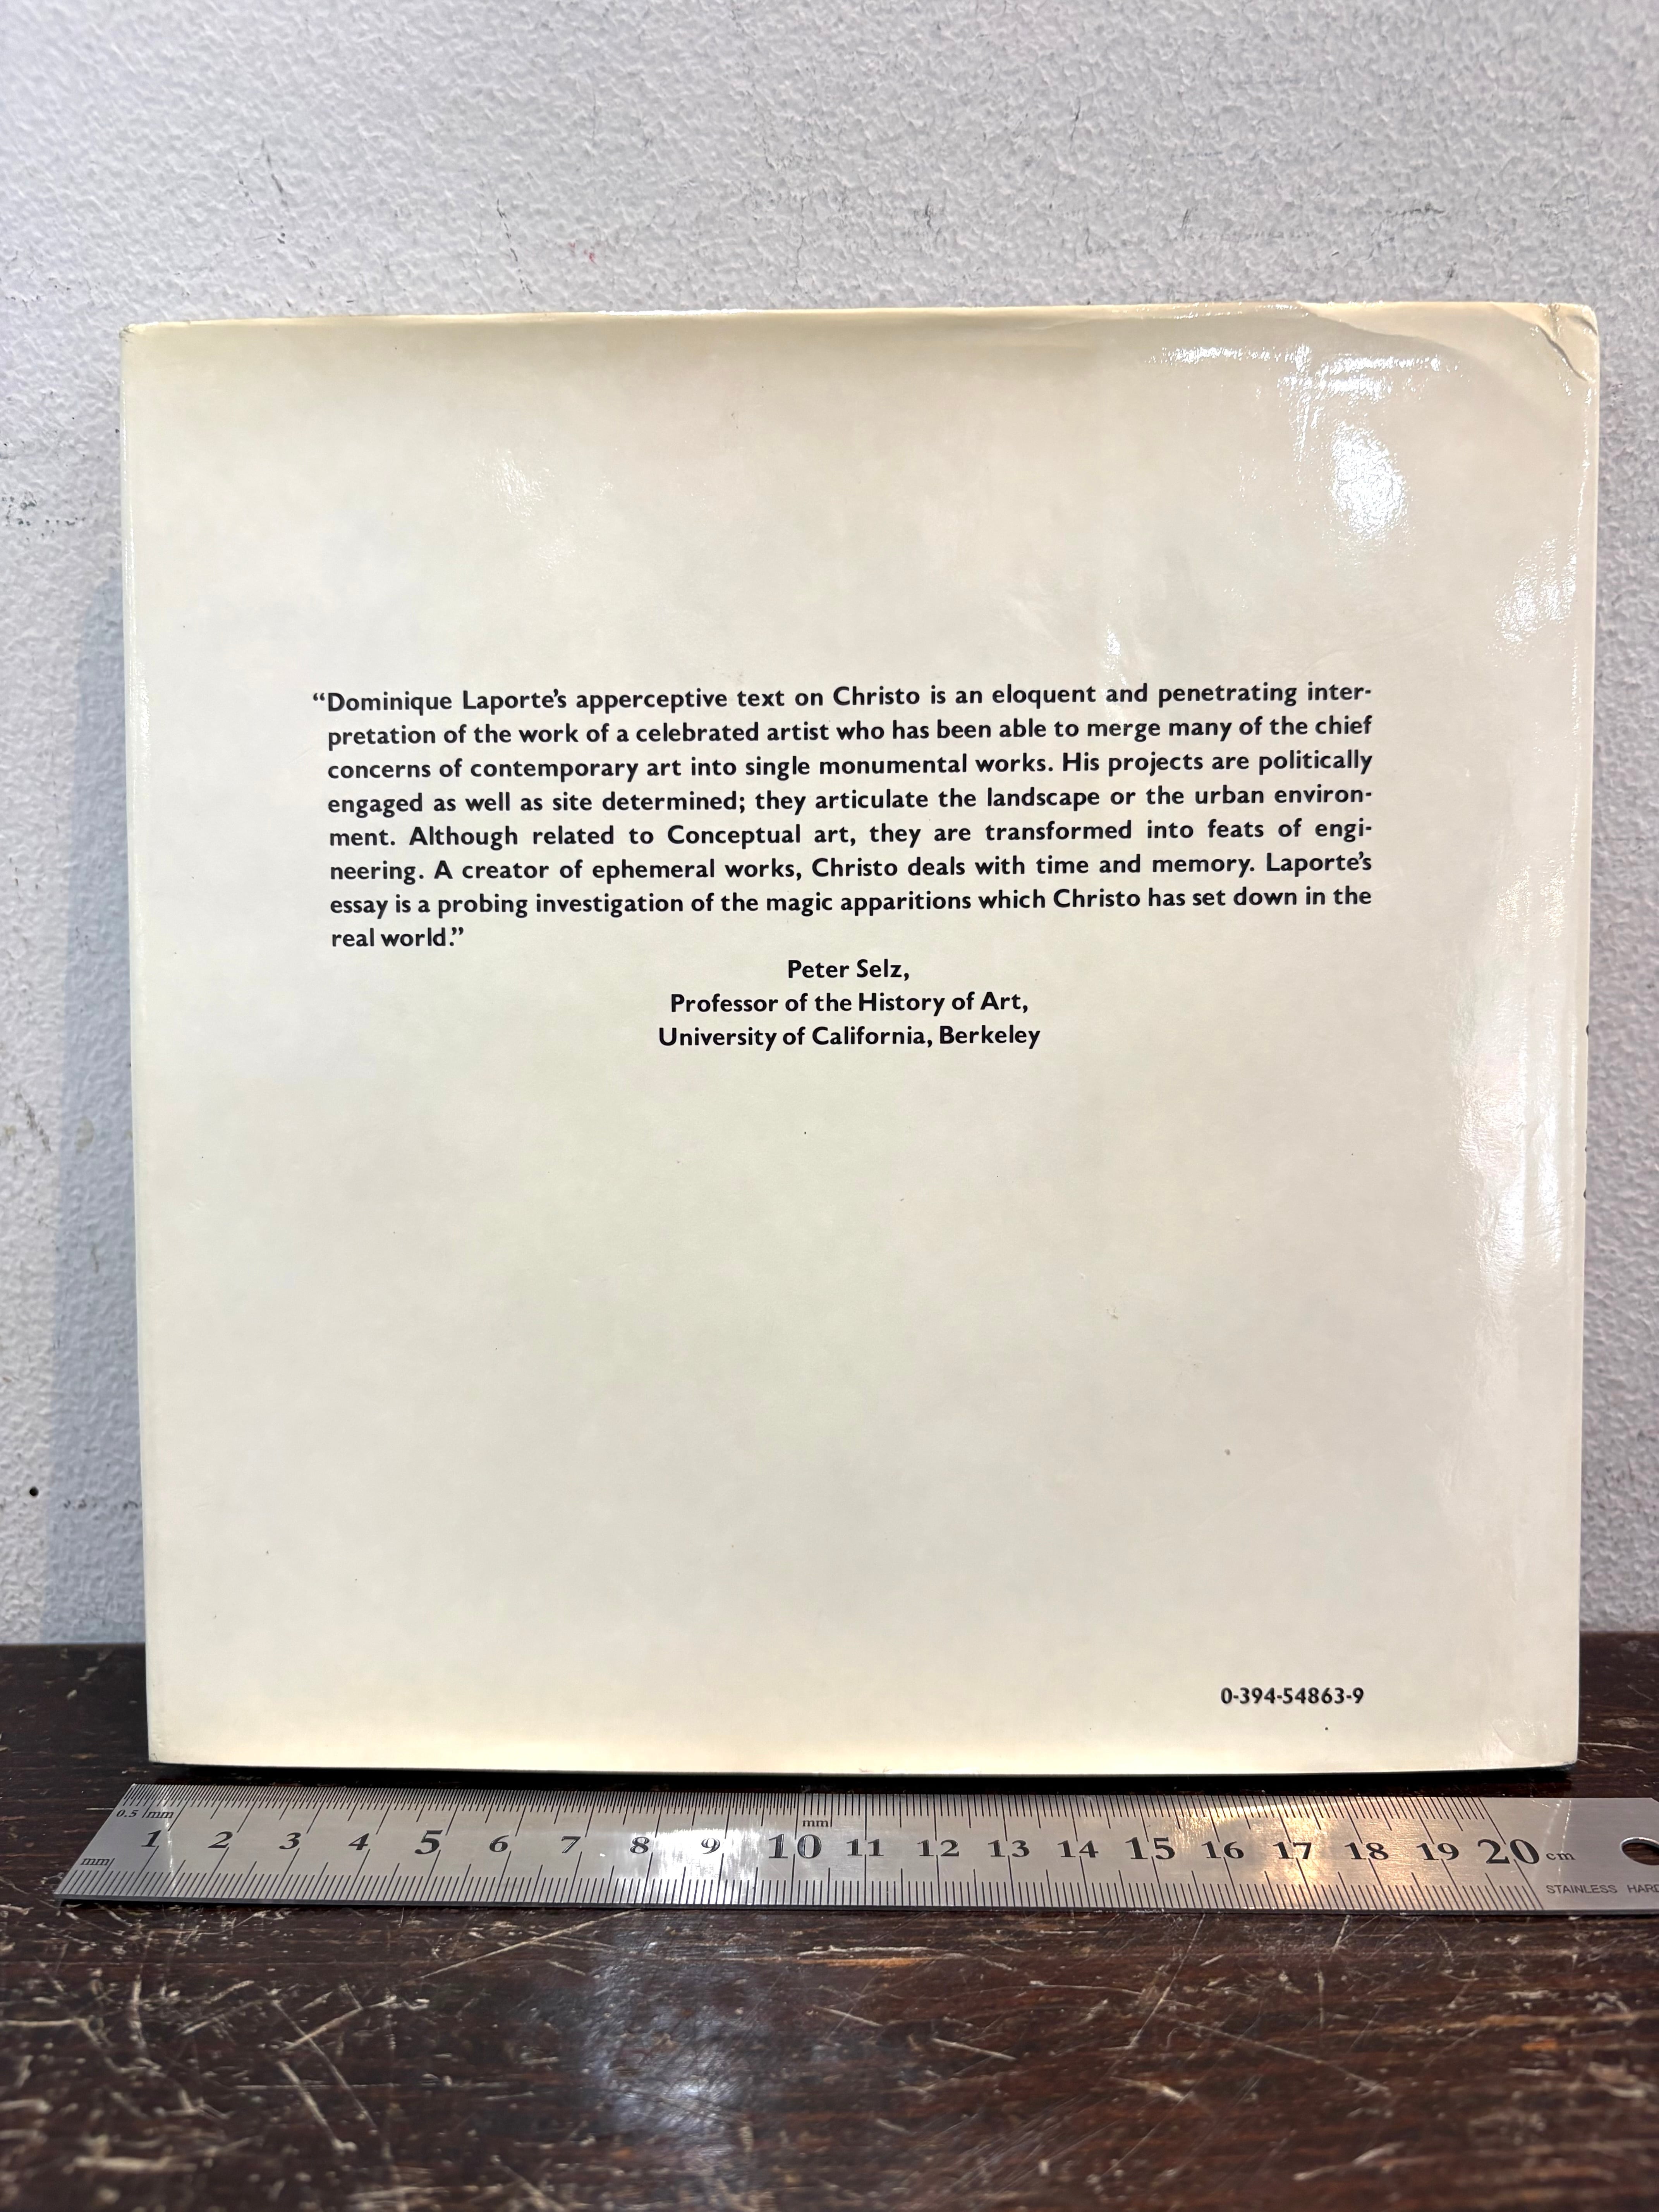 “Dominique Laporte’s apperceptive text on Christo is an eloquent and penetrating inter-
pretation of the work of a celebrated artist who has been able to merge many of the chief
concerns of contemporary art into single monumental works. His projects are politically
engaged as well as site determined; they articulate the landscape or the urban environ-
ment. Although related to Conceptual art, they are transformed into feats of engi-
neering. A creator of ephemeral works, Christo deals with time and memory. Laporte’s
essay is a probing investigation of the magic apparitions which Christo has set down in the
real world.”
Peter Selz,
Professor of the History of Art,
University of California, Berkeley
0-394-54863-9
0.5 mm mm
1 2 3 4 5 6 7 8 9 10 11 12 13 14 15 16 17 18 19 20 cm
mm
STAINLESS HARD